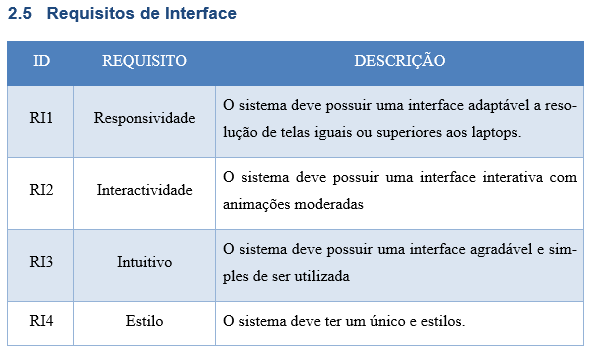 2.5 Requisitos de Interface
ID REQUISITO DESCRIÇÃO
RI1 Responsividade O sistema deve possuir uma interface adaptável a reso-
lução de telas iguais ou superiores aos laptops.
RI2 Interactividade O sistema deve possuir uma interface interativa com
animações moderadas
RI3 Intuitivo O sistema deve possuir uma interface agradável e sim-
ples de ser utilizada
RI4 Estilo O sistema deve ter um único e estilos.